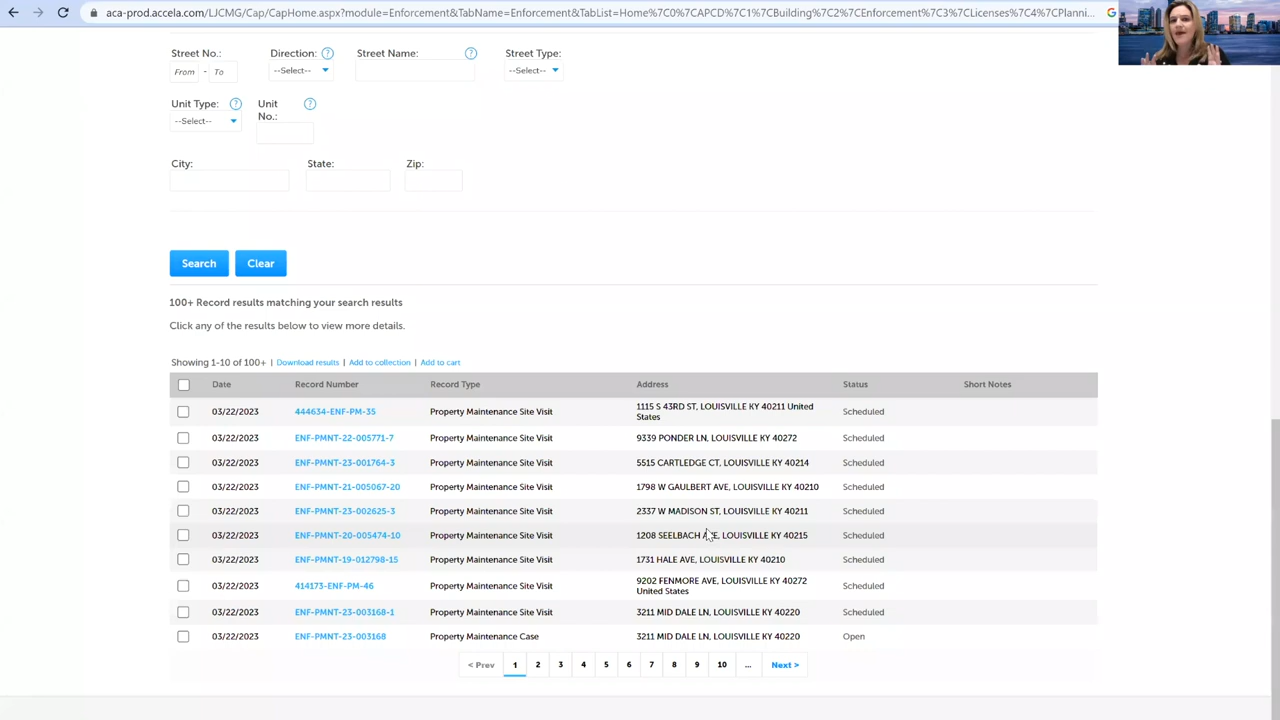 aca-prod.accela.com/LJCMG/Cap/CapHome.aspx?module=Enforcement&TabName=Enforcement&TabList=Home%7C0%7CAPCD%7C1%7CBuilding%7C2%7CEnforcement%7C3%7CLicenses%7C4%7CPlanni...
Street No.: Direction: ? Street Name: ? Street Type:
From - To --Select-- --Select--
Unit Type: ? Unit No.: ?
--Select--
City: State: Zip:
Search Clear
100+ Record results matching your search results
Click any of the results below to view more details.
Showing 1-10 of 100+ | Download results | Add to collection | Add to cart
Date Record Number Record Type Address Status Short Notes
03/22/2023 444634-ENF-PM-35 Property Maintenance Site Visit 1115 S 43RD ST, LOUISVILLE KY 40211 United States Scheduled
03/22/2023 ENF-PMNT-22-005771-7 Property Maintenance Site Visit 9339 PONDER LN, LOUISVILLE KY 40272 Scheduled
03/22/2023 ENF-PMNT-23-001764-3 Property Maintenance Site Visit 5515 CARTLEDGE CT, LOUISVILLE KY 40214 Scheduled
03/22/2023 ENF-PMNT-21-005067-20 Property Maintenance Site Visit 1798 W GAULBERT AVE, LOUISVILLE KY 40210 Scheduled
03/22/2023 ENF-PMNT-23-002625-3 Property Maintenance Site Visit 2337 W MADISON ST, LOUISVILLE KY 40211 Scheduled
03/22/2023 ENF-PMNT-20-005474-10 Property Maintenance Site Visit 1208 SEELBACH AVE, LOUISVILLE KY 40215 Scheduled
03/22/2023 ENF-PMNT-19-012798-15 Property Maintenance Site Visit 1731 HALE AVE, LOUISVILLE KY 40210 Scheduled
03/22/2023 414173-ENF-PM-46 Property Maintenance Site Visit 9202 FENMORE AVE, LOUISVILLE KY 40272 United States Scheduled
03/22/2023 ENF-PMNT-23-003168-1 Property Maintenance Site Visit 3211 MID DALE LN, LOUISVILLE KY 40220 Scheduled
03/22/2023 ENF-PMNT-23-003168 Property Maintenance Case 3211 MID DALE LN, LOUISVILLE KY 40220 Open
< Prev 1 2 3 4 5 6 7 8 9 10 ... Next >